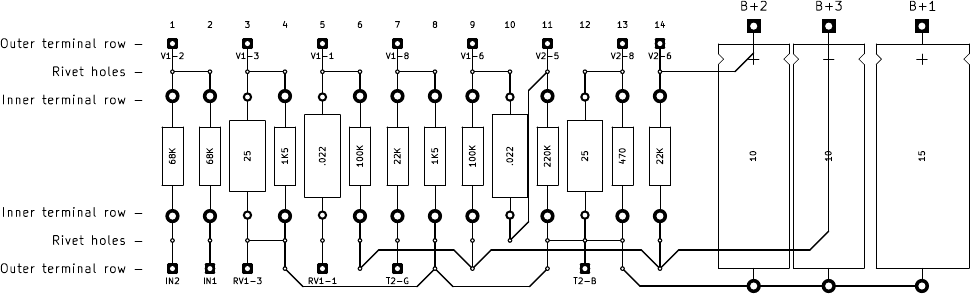 B+2 B+3 B+1
1 2 3 4 5 6 7 8 9 10 11 12 13 14
Outer terminal row –
V1-2 V1-3 V1-1 V1-8 V1-6 V2-5 V2-8 V2-6
Rivet holes –
Inner terminal row –
68K 68K 25 1K5 .022 100K 22K 1K5 100K .022 220K 25 470 22K 10 10 15
Inner terminal row –
Rivet holes –
Outer terminal row –
IN2 IN1 RV1-3 RV1-1 T2-G T2-B